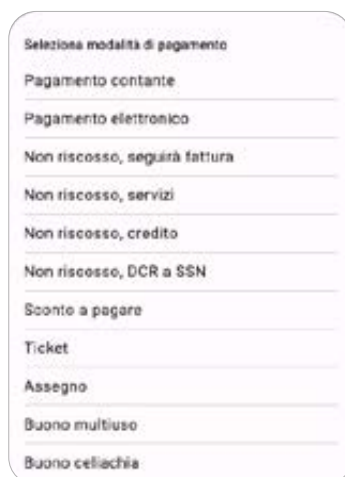 Seleziona modalità di pagamento
Pagamento contante
Pagamento elettronico
Non riscosso, seguirà fattura
Non riscosso, servizi
Non riscosso, credito
Non riscosso, DCR a SSN
Sconto a pagare
Ticket
Assegno
Buono multiuso
Buono celiachia